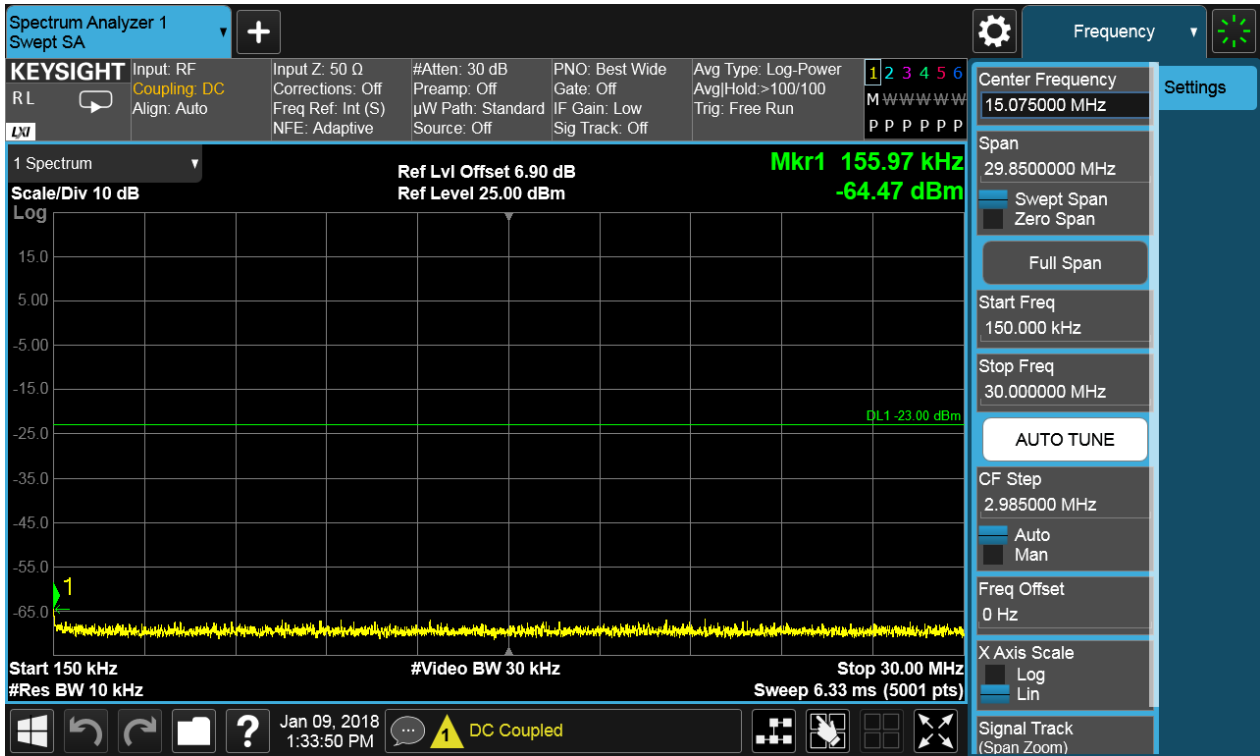 Spectrum Analyzer 1
Swept SA
Frequency
KEYSIGHT
R L
LXI
Input: RF
Coupling: DC
Align: Auto
Input Z: 50 Ω
Corrections: Off
Freq Ref: Int (S)
NFE: Adaptive
#Atten: 30 dB
Preamp: Off
µW Path: Standard
Source: Off
PNO: Best Wide
Gate: Off
IF Gain: Low
Sig Track: Off
Avg Type: Log-Power
Avg|Hold:>100/100
Trig: Free Run
1 2 3 4 5 6
M W W W W W
P P P P P P
1 Spectrum
Scale/Div 10 dB
Log
Ref Lvl Offset 6.90 dB
Ref Level 25.00 dBm
Mkr1 155.97 kHz
-64.47 dBm
15.0
5.00
-5.00
-15.0
DL1 -23.00 dBm
-25.0
-35.0
-45.0
-55.0
1
-65.0
Start 150 kHz
#Video BW 30 kHz
Stop 30.00 MHz
#Res BW 10 kHz
Sweep 6.33 ms (5001 pts)
Center Frequency
15.075000 MHz
Settings
Span
29.8500000 MHz
Swept Span
Zero Span
Full Span
Start Freq
150.000 kHz
Stop Freq
30.000000 MHz
AUTO TUNE
CF Step
2.985000 MHz
Auto
Man
Freq Offset
0 Hz
X Axis Scale
Log
Lin
Signal Track
(Span Zoom)
?
Jan 09, 2018
1:33:50 PM
1
DC Coupled